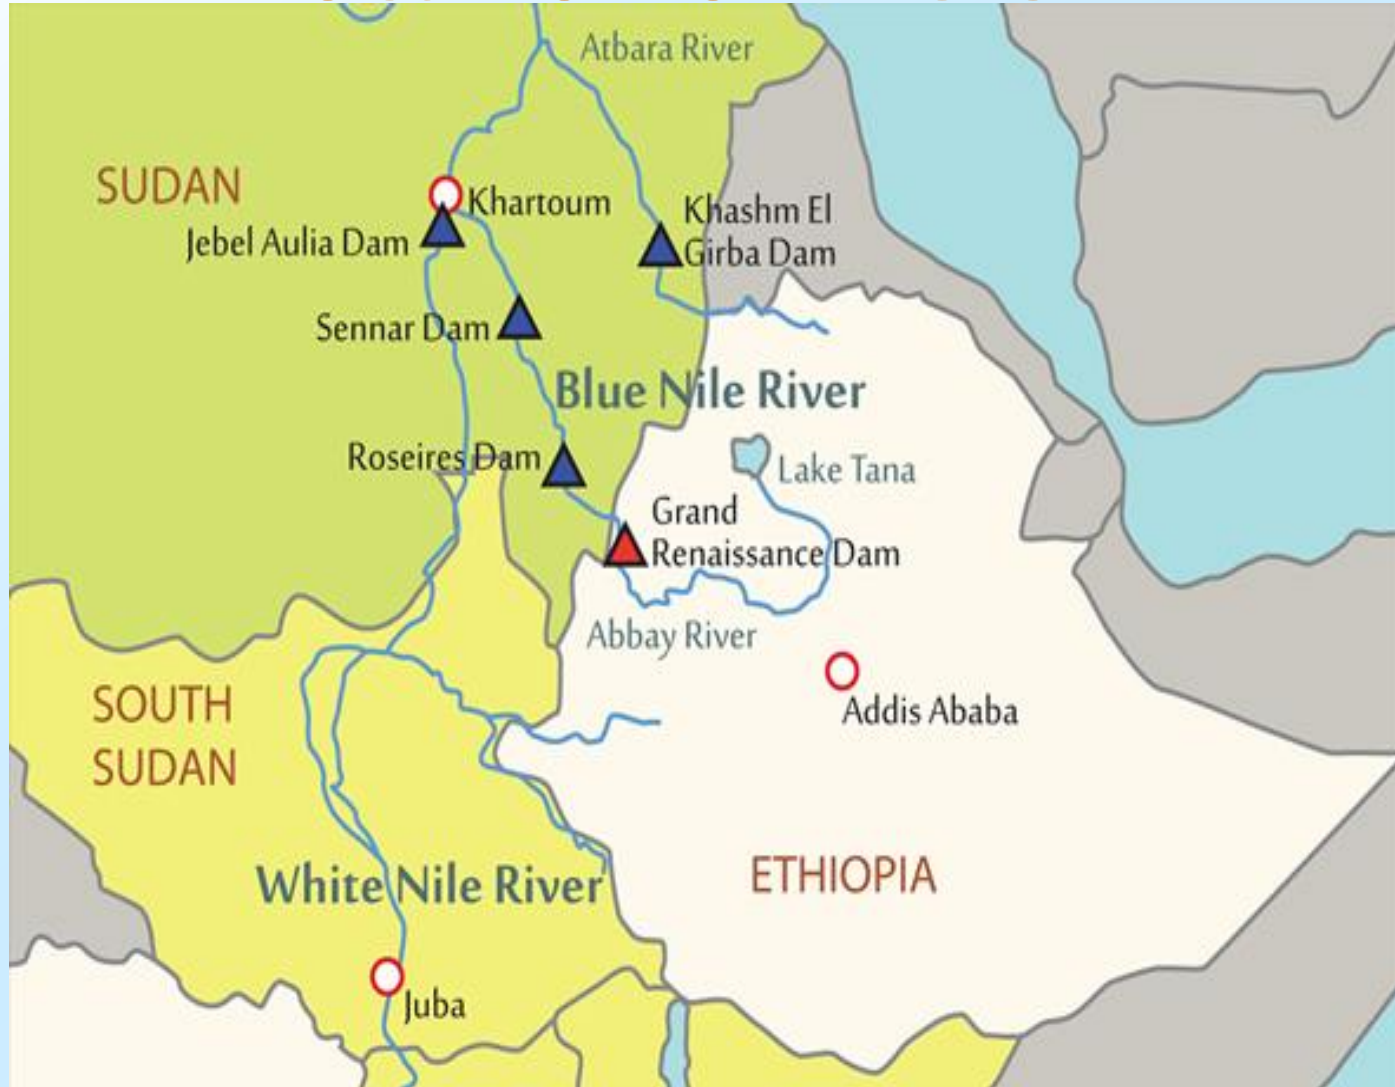 Atbara River
SUDAN
Khartoum
Khashm El
Girba Dam
Jebel Aulia Dam
Sennar Dam
Blue Nile River
Roseires Dam
Lake Tana
Grand
Renaissance Dam
Abbay River
Addis Ababa
SOUTH
SUDAN
ETHIOPIA
White Nile River
Juba